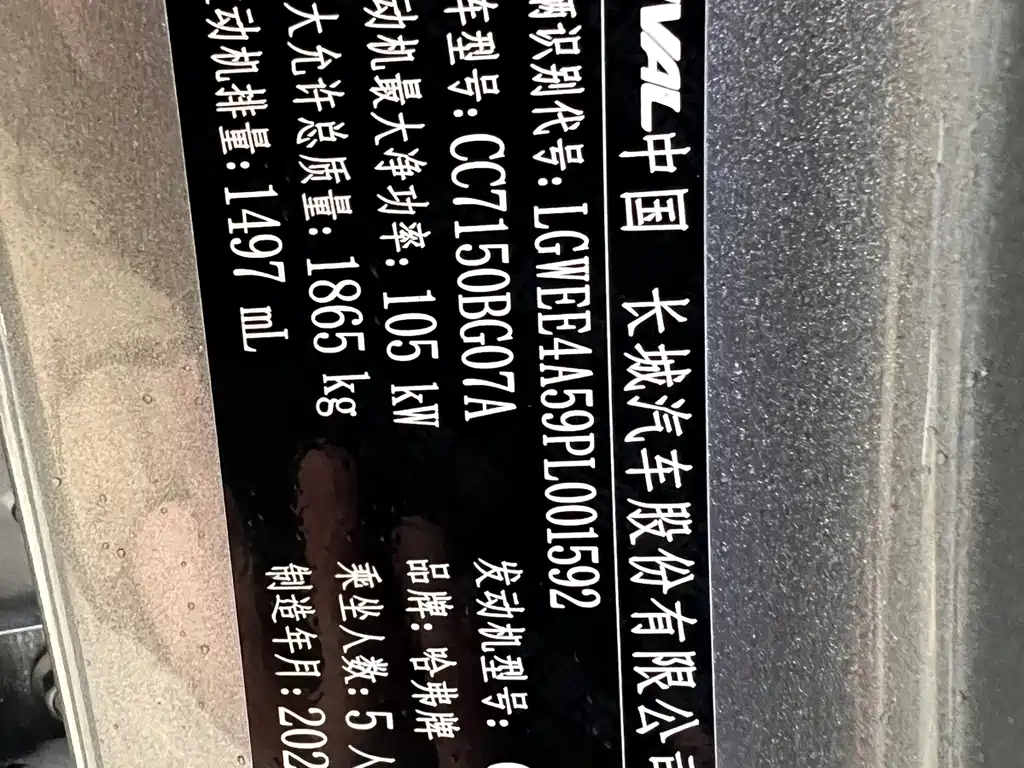 VAL中国 长城汽车股份有限公司
辆识别代号:LGWEE4A59PL001592
车型号:CC7150BG07A 发动机型号:
动机最大净功率:105 kW 品牌:哈弗牌
大允许总质量:1865 kg 乘坐人数:5 人
动机排量:1497 mL 制造年月:202